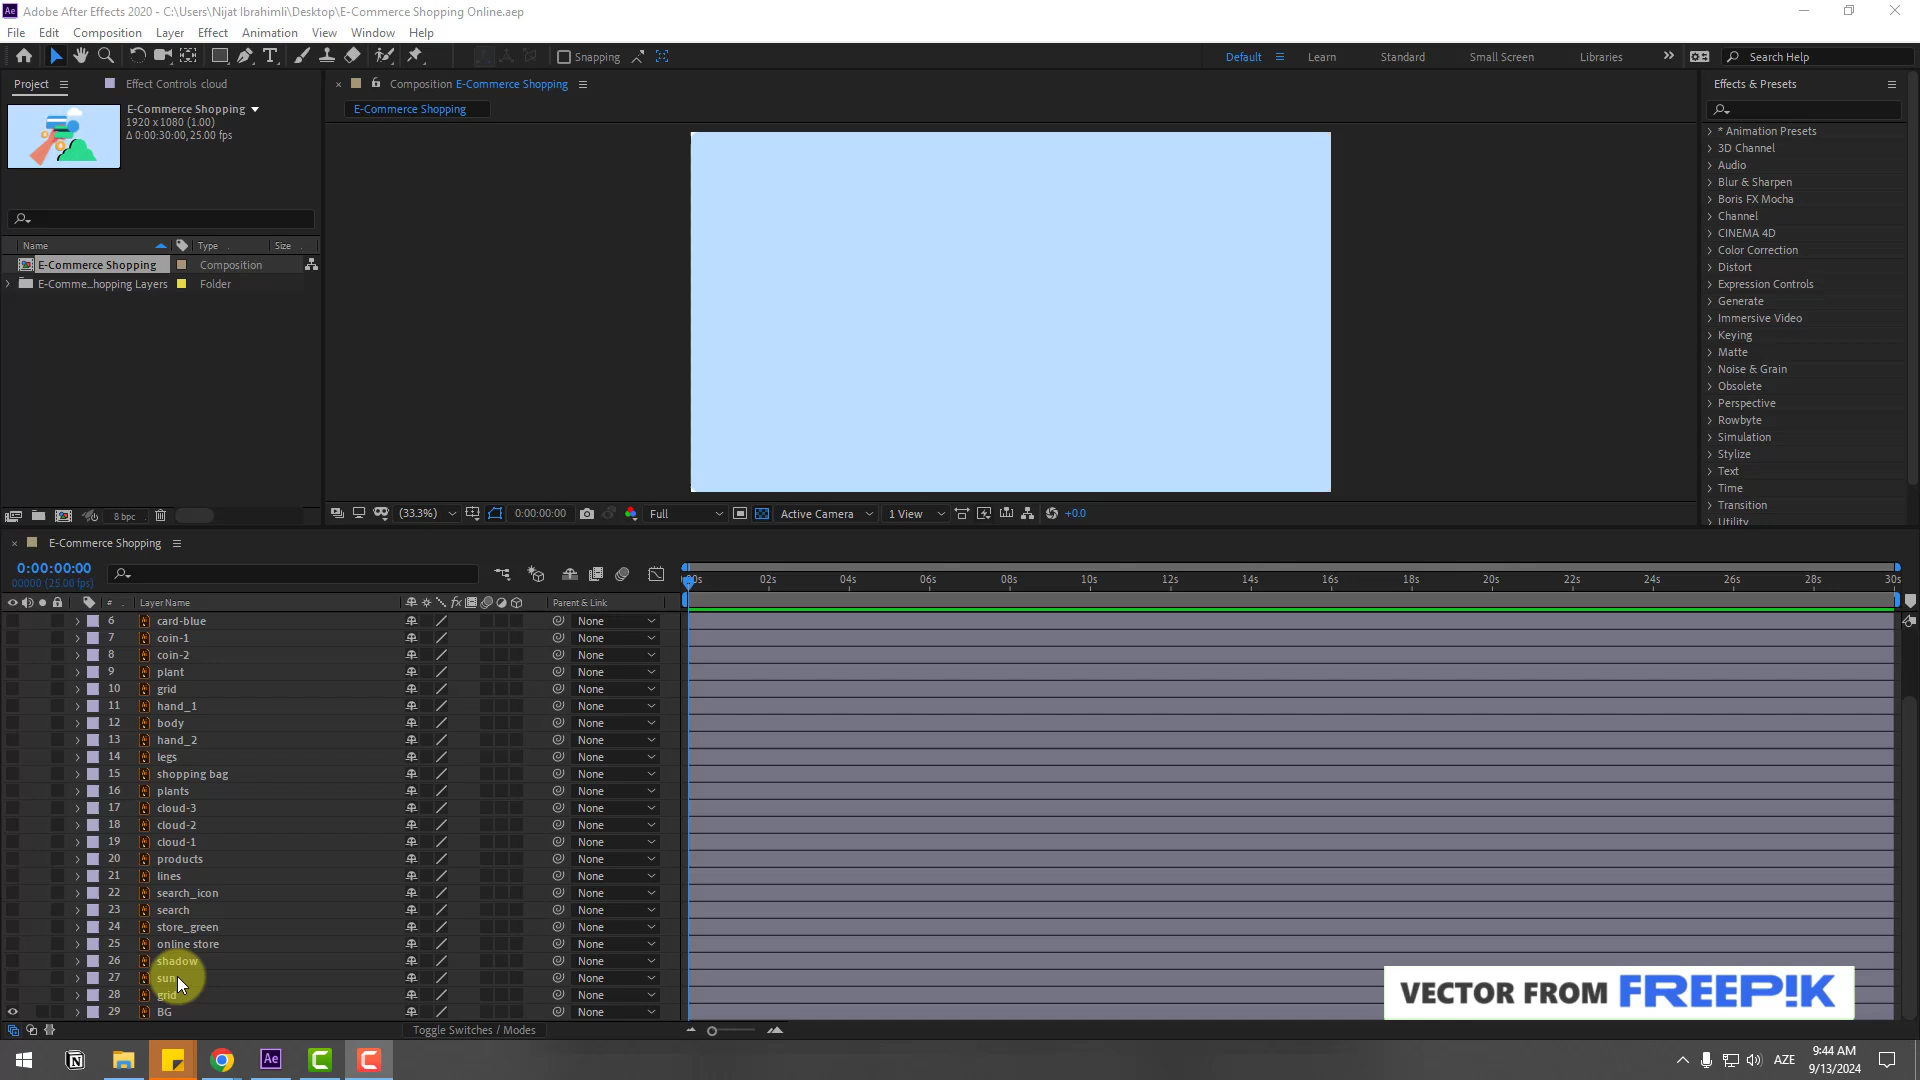 Adobe After Effects 2020 - C:\Users\Nijat Ibrahimli\Desktop\E-Commerce Shopping Online.aep
File Edit Composition Layer Effect Animation View Window Help
Snapping Default Learn Standard Small Screen Libraries Search Help
Project Effect Controls cloud Composition E-Commerce Shopping Effects & Presets
E-Commerce Shopping
1920 x 1080 (1.00)
Δ 0:00:30:00, 25.00 fps
E-Commerce Shopping
Name Type Size
E-Commerce Shopping Composition
E-Comme...hopping Layers Folder
8 bpc
(33.3%) 0:00:00:00 Full Active Camera 1 View +0.0
* Animation Presets
3D Channel
Audio
Blur & Sharpen
Boris FX Mocha
Channel
CINEMA 4D
Color Correction
Distort
Expression Controls
Generate
Immersive Video
Keying
Matte
Noise & Grain
Obsolete
Perspective
Rowbyte
Simulation
Stylize
Text
Time
Transition
Utility
E-Commerce Shopping
0:00:00:00
00000 (25.00 fps)
00s 02s 04s 06s 08s 10s 12s 14s 16s 18s 20s 22s 24s 26s 28s 30s
# Layer Name fx Parent & Link
6 card-blue None
7 coin-1 None
8 coin-2 None
9 plant None
10 grid None
11 hand_1 None
12 body None
13 hand_2 None
14 legs None
15 shopping bag None
16 plants None
17 cloud-3 None
18 cloud-2 None
19 cloud-1 None
20 products None
21 lines None
22 search_icon None
23 search None
24 store_green None
25 online store None
26 shadow None
27 sun None
28 grid None
29 BG None
Toggle Switches / Modes
VECTOR FROM FREEP!K
AZE
9:44 AM
9/13/2024